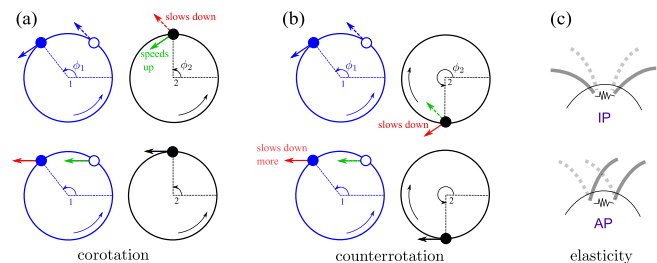 (a)
slows down
ϕ1
speeds
up
ϕ2
1
2
1
2
corotation
(b)
ϕ1
ϕ2
1
2
slows down
slows down
more
1
2
counterrotation
(c)
IP
AP
elasticity